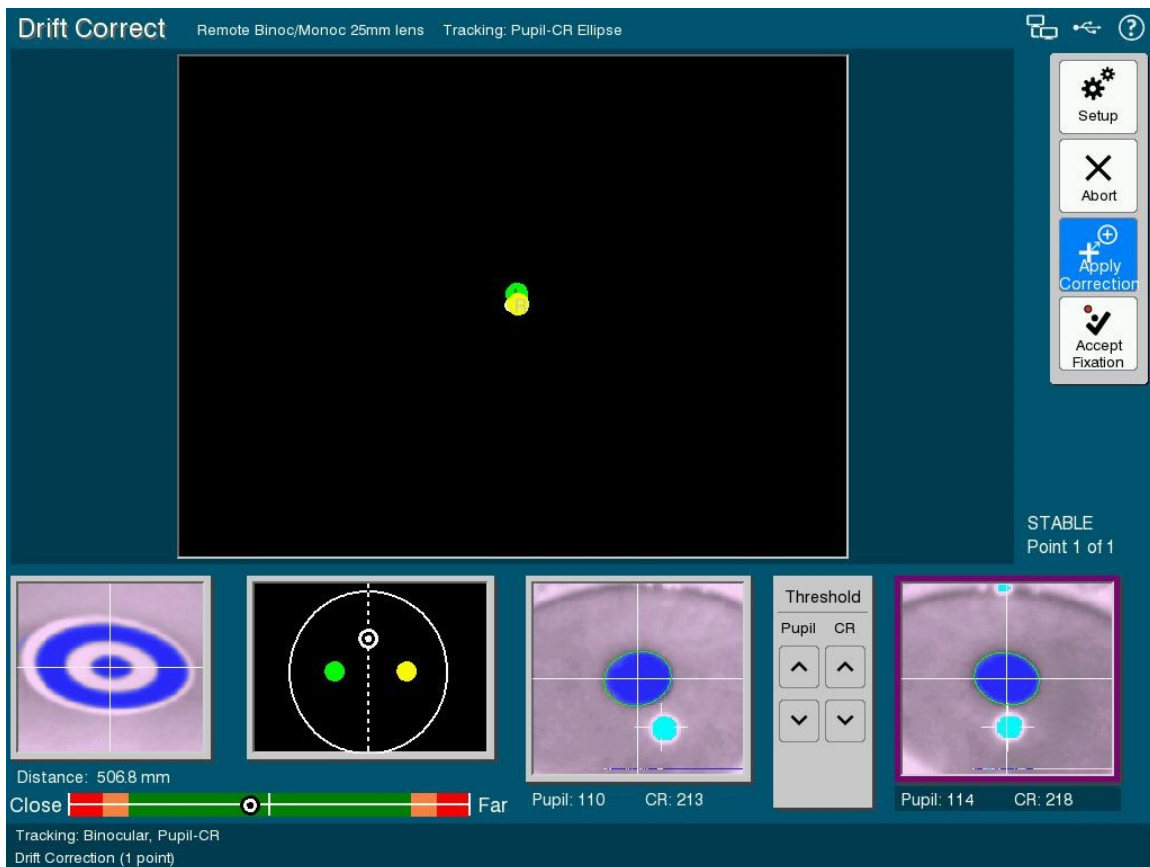 Drift Correct
Remote Binoc/Monoc 25mm lens Tracking: Pupil-CR Ellipse
Setup
Abort
Apply
Correction
Accept
Fixation
STABLE
Point 1 of 1
Threshold
Pupil CR
Distance: 506.8 mm
Close Far
Pupil: 110 CR: 213
Pupil: 114 CR: 218
Tracking: Binocular, Pupil-CR
Drift Correction (1 point)